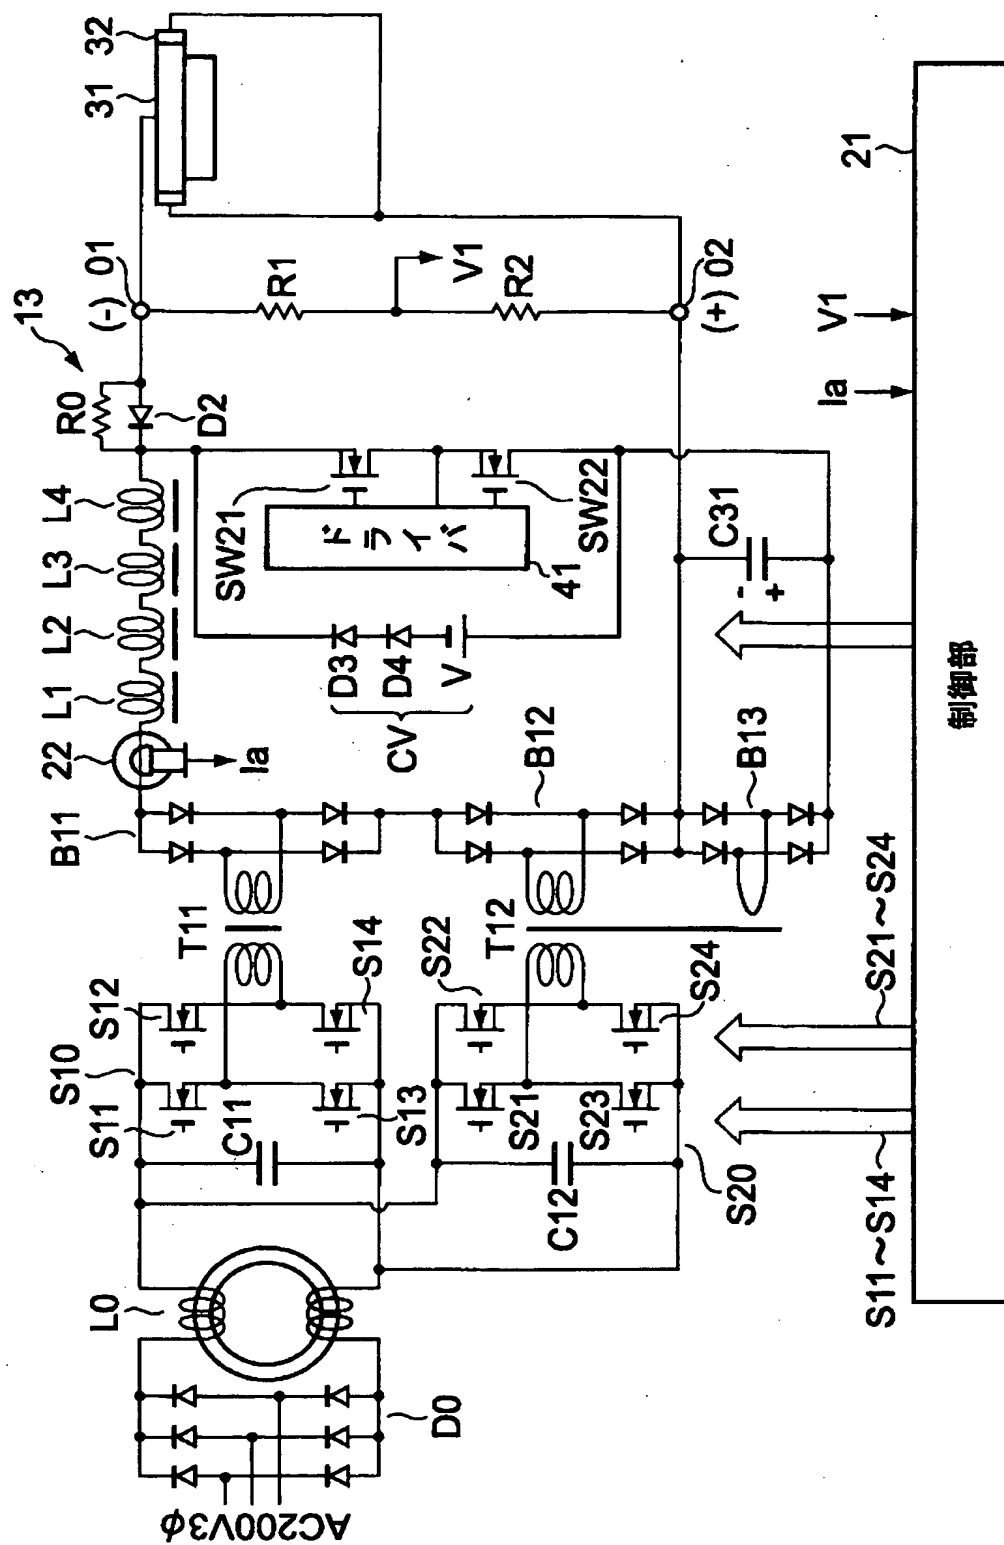 AC200V3φ
D0
L0
S11
S10
S12
C11
S13
S14
T11
B11
22
Ia
L1
L2
L3
L4
R0
13
D2
(-)
01
31
32
R1
V1
R2
(+)
02
SW21
ドライバ
41
SW22
D3
D4
V
CV
C31
-
+
B12
B13
T12
S22
S24
S21
S23
C12
S20
S11~S14
S21~S24
Ia
V1
21
制御部